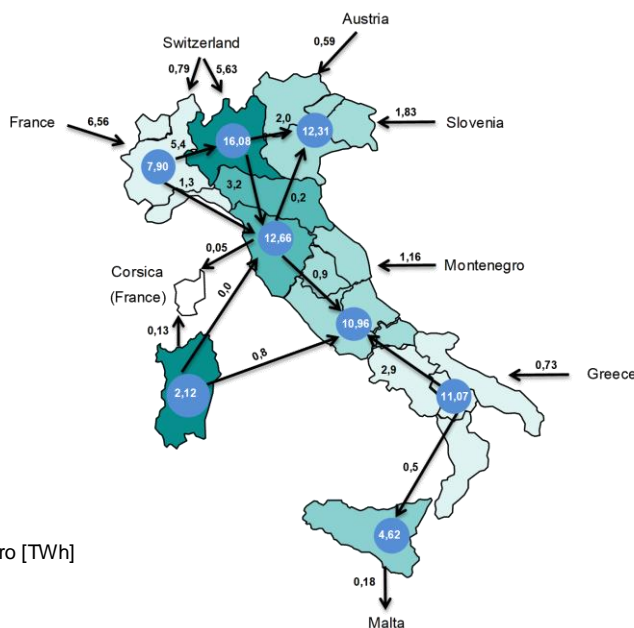 Austria
Switzerland
0,59
0,79
5,63
France
6,56
2,0
1,83
Slovenia
5,4
16,08
12,31
7,90
1,3
3,2
0,2
12,66
0,05
Corsica
(France)
0,0
0,9
1,16
Montenegro
0,13
10,96
0,8
2,9
0,73
Greece
2,12
11,07
0,5
4,62
ro [TWh]
0,18
Malta